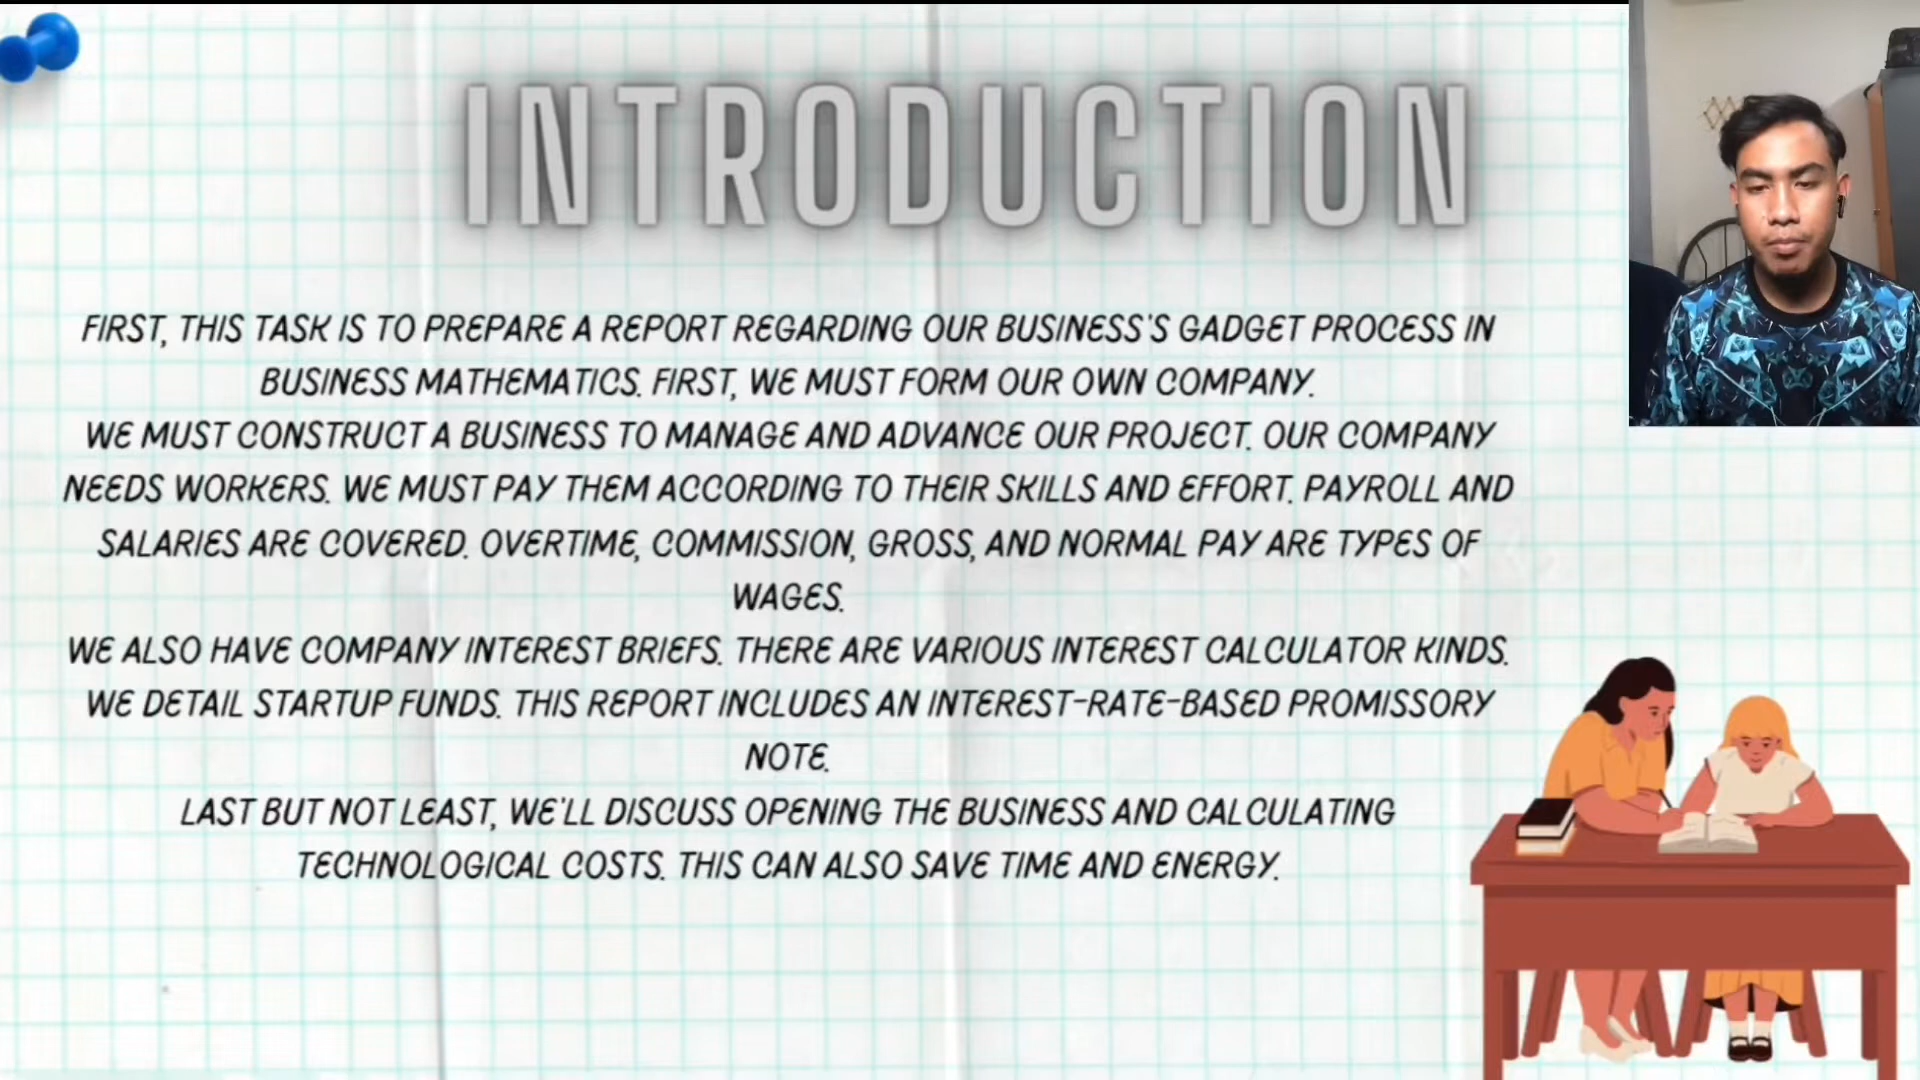 INTRODUCTION
FIRST, THIS TASK IS TO PREPARE A REPORT REGARDING OUR BUSINESS'S GADGET PROCESS IN
BUSINESS MATHEMATICS. FIRST, WE MUST FORM OUR OWN COMPANY.
WE MUST CONSTRUCT A BUSINESS TO MANAGE AND ADVANCE OUR PROJECT. OUR COMPANY
NEEDS WORKERS. WE MUST PAY THEM ACCORDING TO THEIR SKILLS AND EFFORT. PAYROLL AND
SALARIES ARE COVERED. OVERTIME, COMMISSION, GROSS, AND NORMAL PAY ARE TYPES OF
WAGES.
WE ALSO HAVE COMPANY INTEREST BRIEFS. THERE ARE VARIOUS INTEREST CALCULATOR KINDS.
WE DETAIL STARTUP FUNDS. THIS REPORT INCLUDES AN INTEREST-RATE-BASED PROMISSORY
NOTE.
LAST BUT NOT LEAST, WE'LL DISCUSS OPENING THE BUSINESS AND CALCULATING
TECHNOLOGICAL COSTS. THIS CAN ALSO SAVE TIME AND ENERGY.